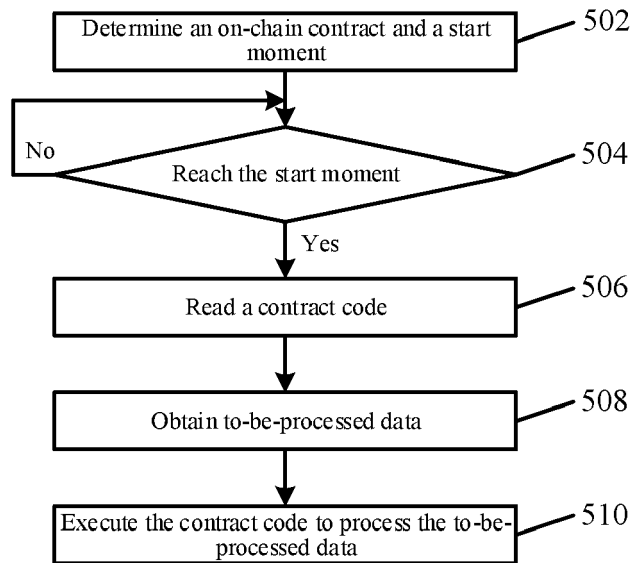 Determine an on-chain contract and a start
moment
502
No
Reach the start moment
504
Yes
Read a contract code
506
Obtain to-be-processed data
508
Execute the contract code to process the to-be-
processed data
510